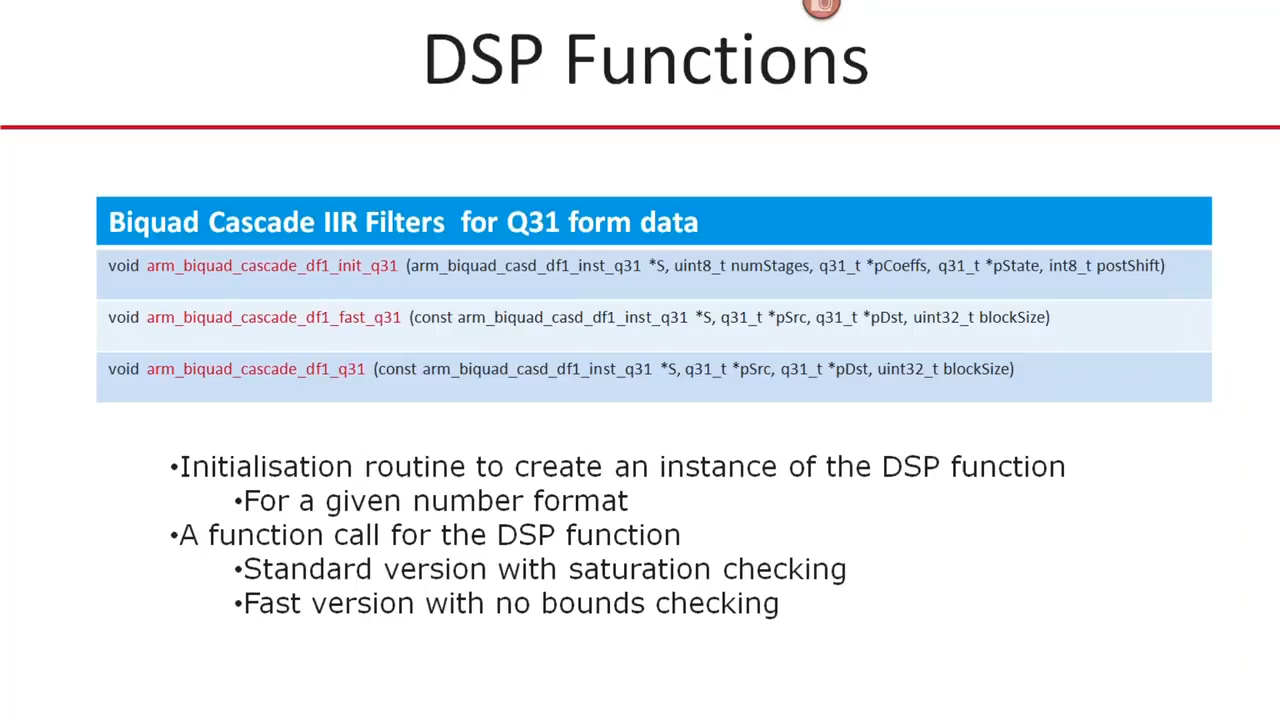 DSP Functions
Biquad Cascade IIR Filters for Q31 form data
void arm_biquad_cascade_df1_init_q31 (arm_biquad_casd_df1_inst_q31 *S, uint8_t numStages, q31_t *pCoeffs, q31_t *pState, int8_t postShift)
void arm_biquad_cascade_df1_fast_q31 (const arm_biquad_casd_df1_inst_q31 *S, q31_t *pSrc, q31_t *pDst, uint32_t blockSize)
void arm_biquad_cascade_df1_q31 (const arm_biquad_casd_df1_inst_q31 *S, q31_t *pSrc, q31_t *pDst, uint32_t blockSize)
•Initialisation routine to create an instance of the DSP function
•For a given number format
•A function call for the DSP function
•Standard version with saturation checking
•Fast version with no bounds checking